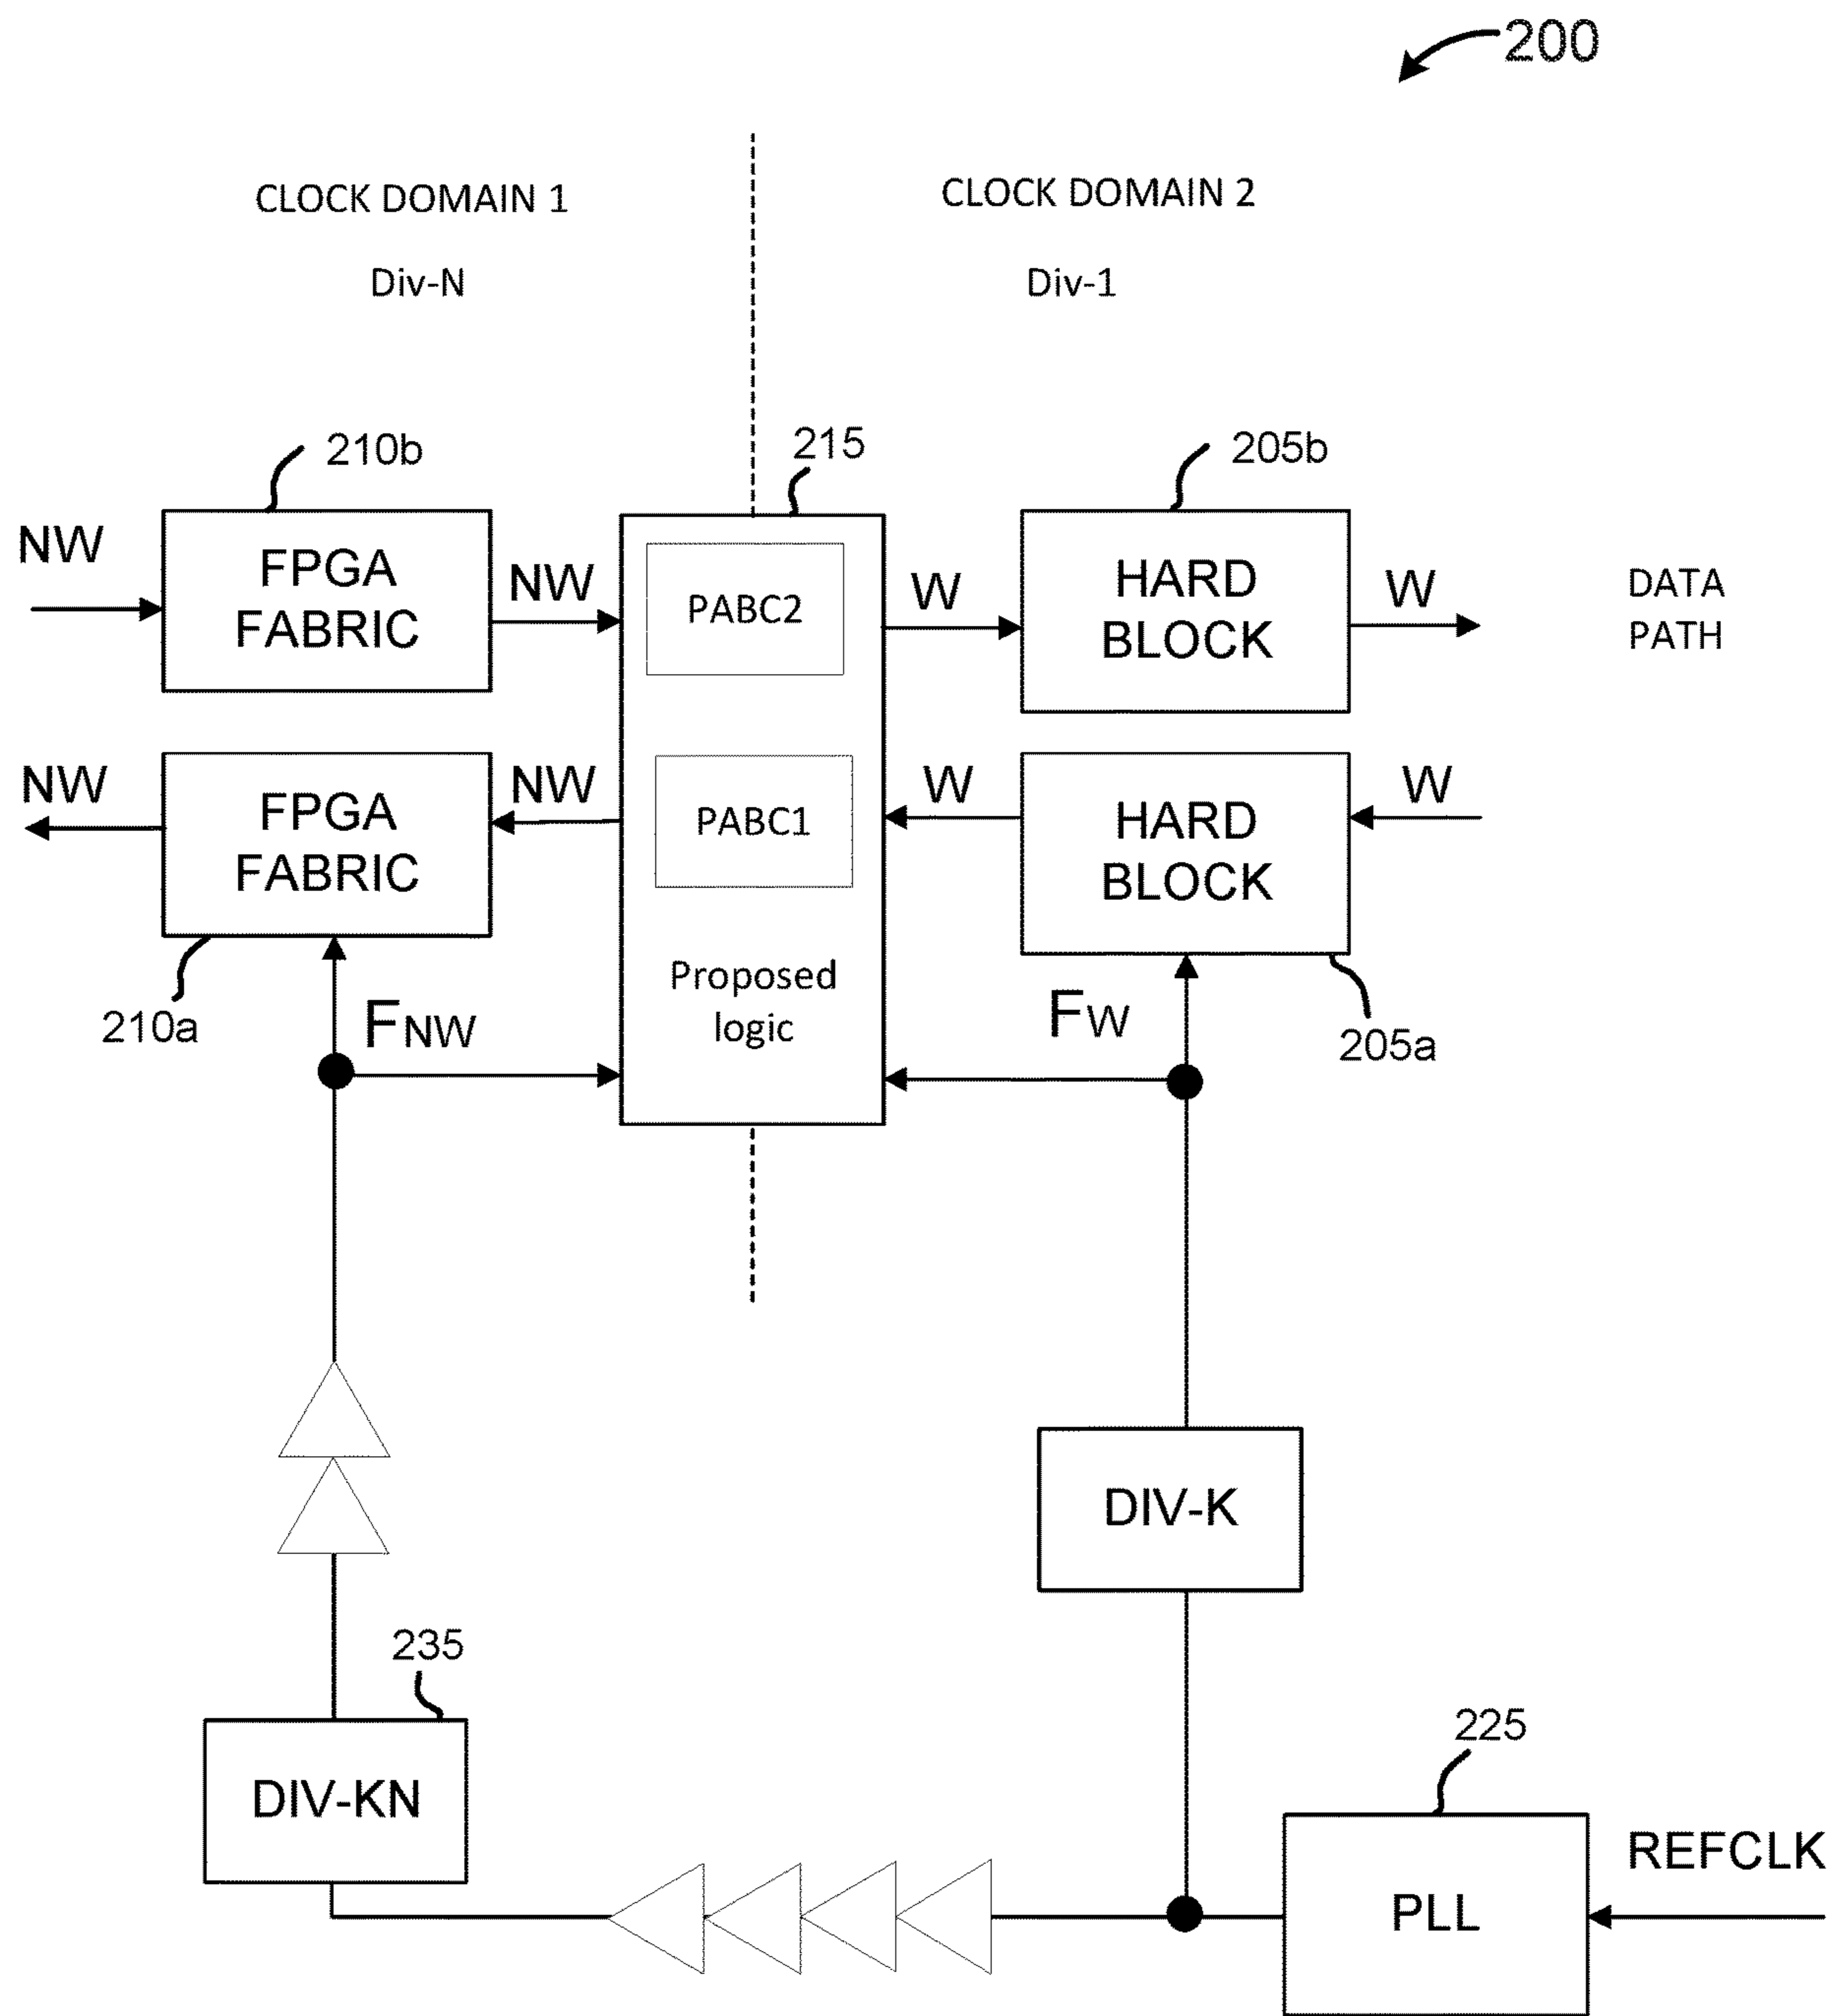 200
CLOCK DOMAIN 1
CLOCK DOMAIN 2
Div-N
Div-1
210b
215
205b
NW
FPGA
FABRIC
NW
PABC2
W
HARD
BLOCK
W
DATA
PATH
NW
FPGA
FABRIC
NW
PABC1
W
HARD
BLOCK
W
210a
FNW
Proposed
logic
FW
205a
DIV-K
235
DIV-KN
225
PLL
REFCLK